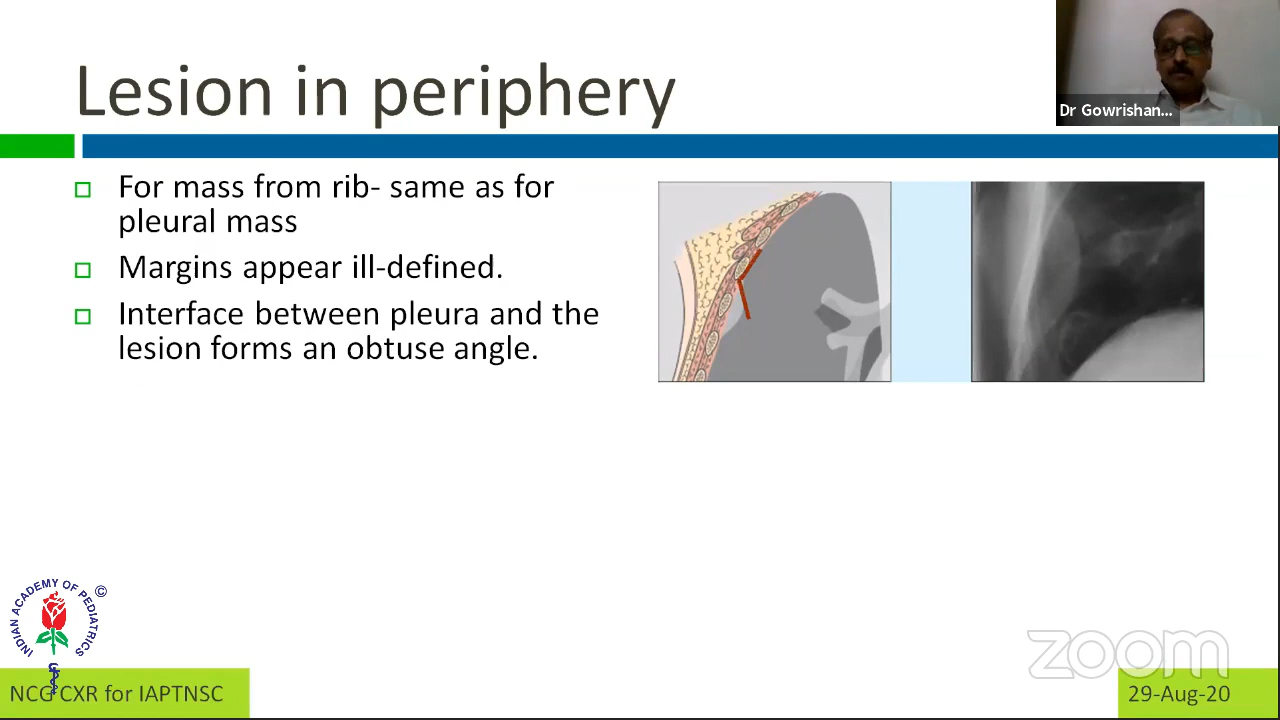 Lesion in periphery
Dr Gowrishan...
For mass from rib- same as for
pleural mass
Margins appear ill-defined.
Interface between pleura and the
lesion forms an obtuse angle.
INDIAN ACADEMY OF PEDIATRICS
©
zoom
NCG CXR for IAPTNSC
29-Aug-20